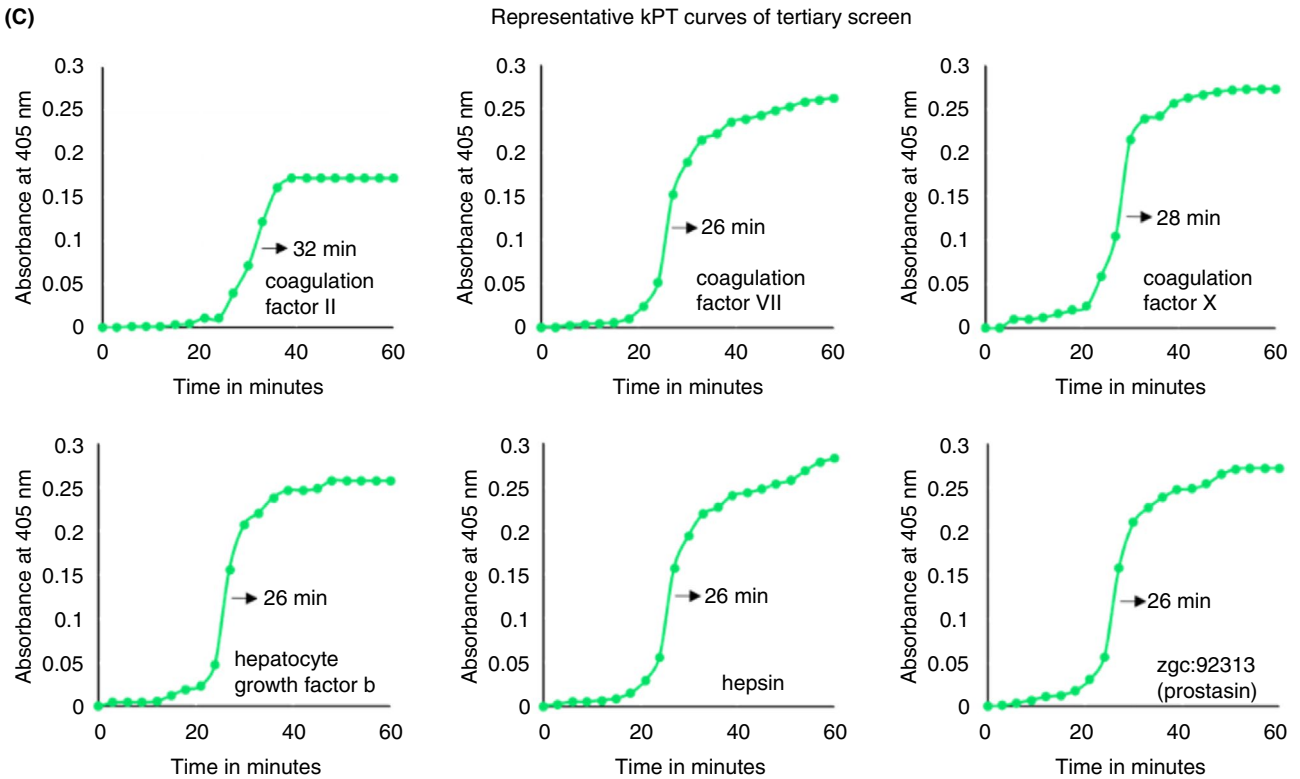 (C)
Representative kPT curves of tertiary screen
0.3
0.25
0.2
0.15
0.1
0.05
0
Absorbance at 405 nm
32 min
coagulation
factor II
0 20 40 60
Time in minutes
0.3
0.25
0.2
0.15
0.1
0.05
0
Absorbance at 405 nm
26 min
coagulation
factor VII
0 20 40 60
Time in minutes
0.3
0.25
0.2
0.15
0.1
0.05
0
Absorbance at 405 nm
28 min
coagulation
factor X
0 20 40 60
Time in minutes
0.3
0.25
0.2
0.15
0.1
0.05
0
Absorbance at 405 nm
26 min
hepatocyte
growth factor b
0 20 40 60
Time in minutes
0.3
0.25
0.2
0.15
0.1
0.05
0
Absorbance at 405 nm
26 min
hepsin
0 20 40 60
Time in minutes
0.3
0.25
0.2
0.15
0.1
0.05
0
Absorbance at 405 nm
26 min
zgc:92313
(prostasin)
0 20 40 60
Time in minutes